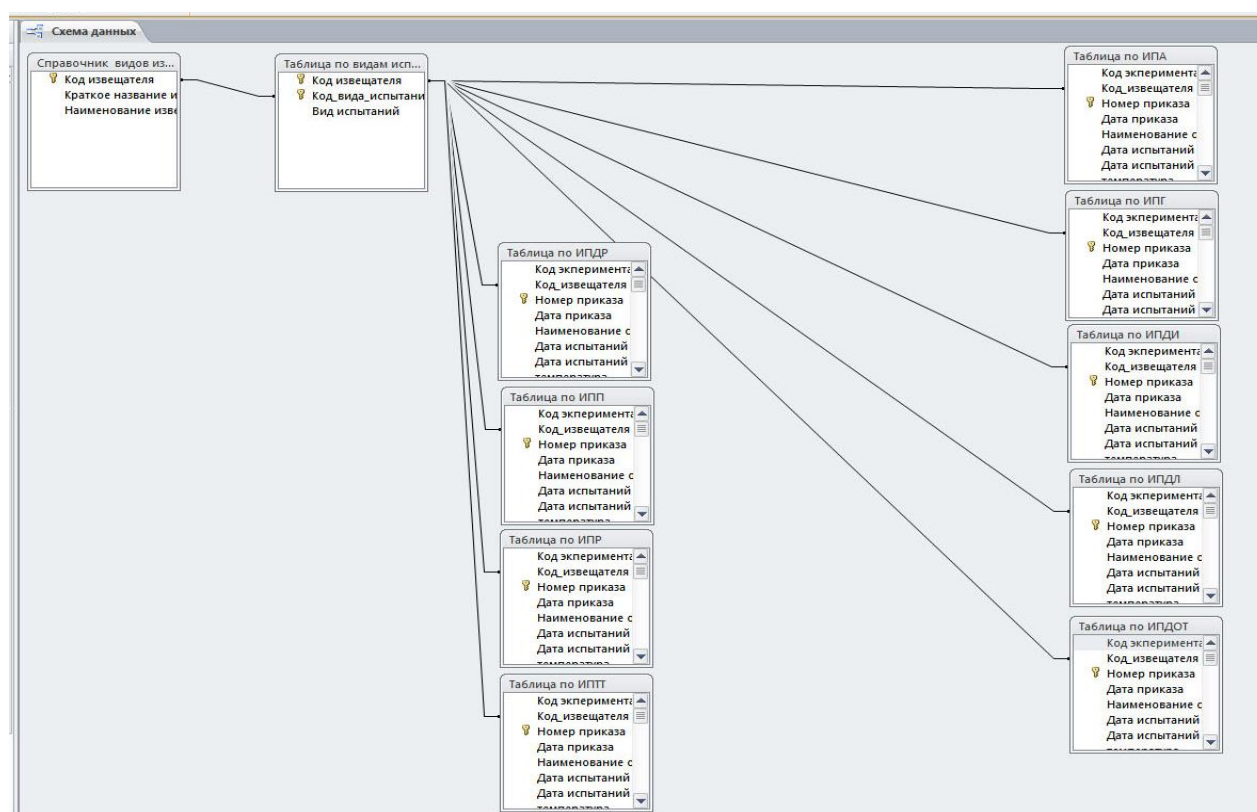 Схема данных
Справочник видов из...
Код извещателя
Краткое название и
Наименование изве
Таблица по видам исп...
Код извещателя
Код_вида_испытани
Вид испытаний
Таблица по ИПА
Код экперимента
Код_извещателя
Номер приказа
Дата приказа
Наименование с
Дата испытаний
Дата испытаний
температура
Таблица по ИПГ
Код экперимента
Код_извещателя
Номер приказа
Дата приказа
Наименование с
Дата испытаний
Дата испытаний
Таблица по ИПДР
Код экперимента
Код_извещателя
Номер приказа
Дата приказа
Наименование с
Дата испытаний
Дата испытаний
температура
Таблица по ИПДИ
Код экперимента
Код_извещателя
Номер приказа
Дата приказа
Наименование с
Дата испытаний
Дата испытаний
температура
Таблица по ИПП
Код экперимента
Код_извещателя
Номер приказа
Дата приказа
Наименование с
Дата испытаний
Дата испытаний
температура
Таблица по ИПДЛ
Код экперимента
Код_извещателя
Номер приказа
Дата приказа
Наименование с
Дата испытаний
Дата испытаний
температура
Таблица по ИПР
Код экперимента
Код_извещателя
Номер приказа
Дата приказа
Наименование с
Дата испытаний
Дата испытаний
температура
Таблица по ИПДОТ
Код экперимента
Код_извещателя
Номер приказа
Дата приказа
Наименование с
Дата испытаний
Дата испытаний
температура
Таблица по ИПТТ
Код экперимента
Код_извещателя
Номер приказа
Дата приказа
Наименование с
Дата испытаний
Дата испытаний
температура